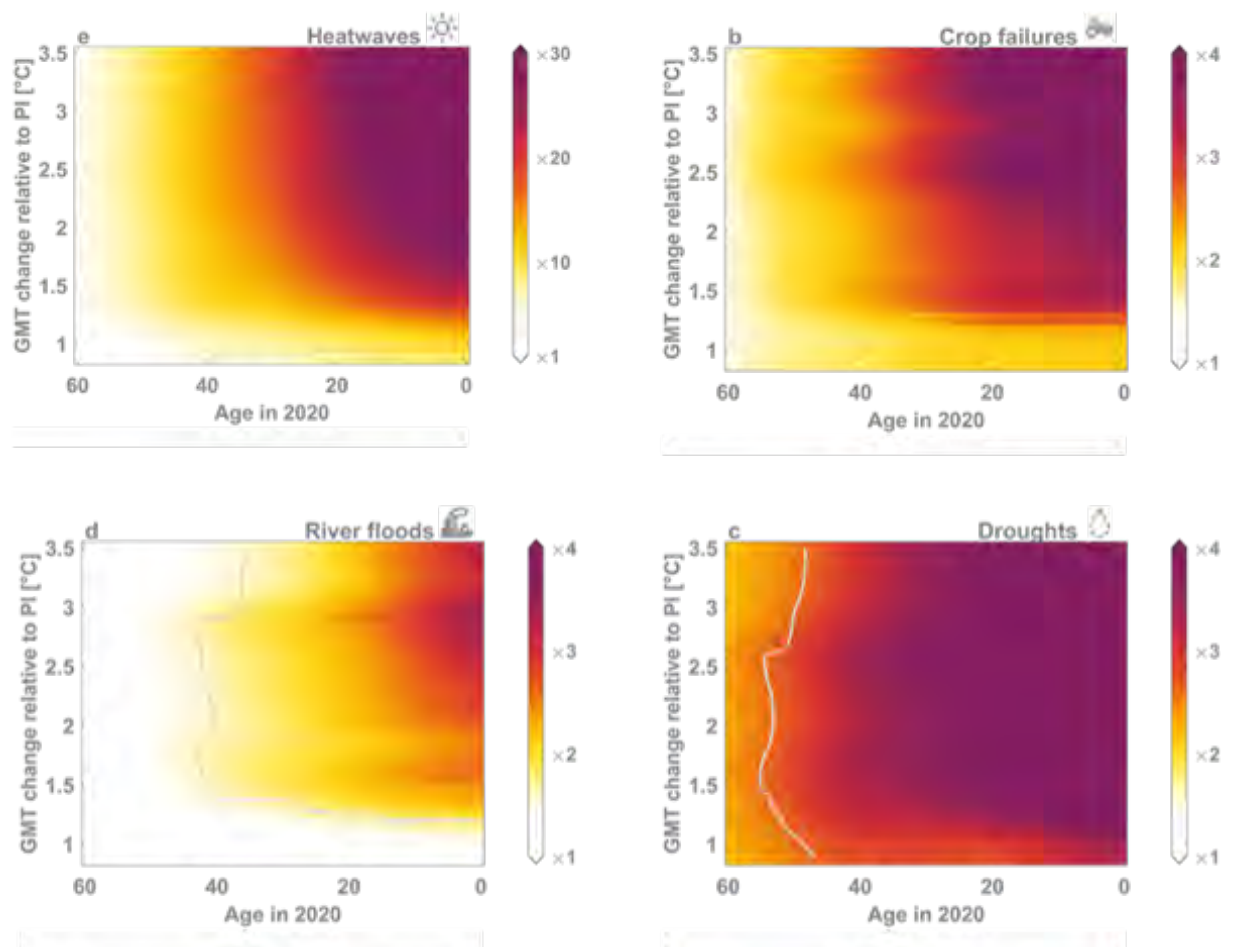 e Heatwaves
GMT change relative to PI [°C]
3.5
3
2.5
2
1.5
1
60 40 20 0
Age in 2020
×30
×20
×10
×1
b Crop failures
GMT change relative to PI [°C]
3.5
3
2.5
2
1.5
1
60 40 20 0
Age in 2020
×4
×3
×2
×1
d River floods
GMT change relative to PI [°C]
3.5
3
2.5
2
1.5
1
60 40 20 0
Age in 2020
×4
×3
×2
×1
c Droughts
GMT change relative to PI [°C]
3.5
3
2.5
2
1.5
1
60 40 20 0
Age in 2020
×4
×3
×2
×1